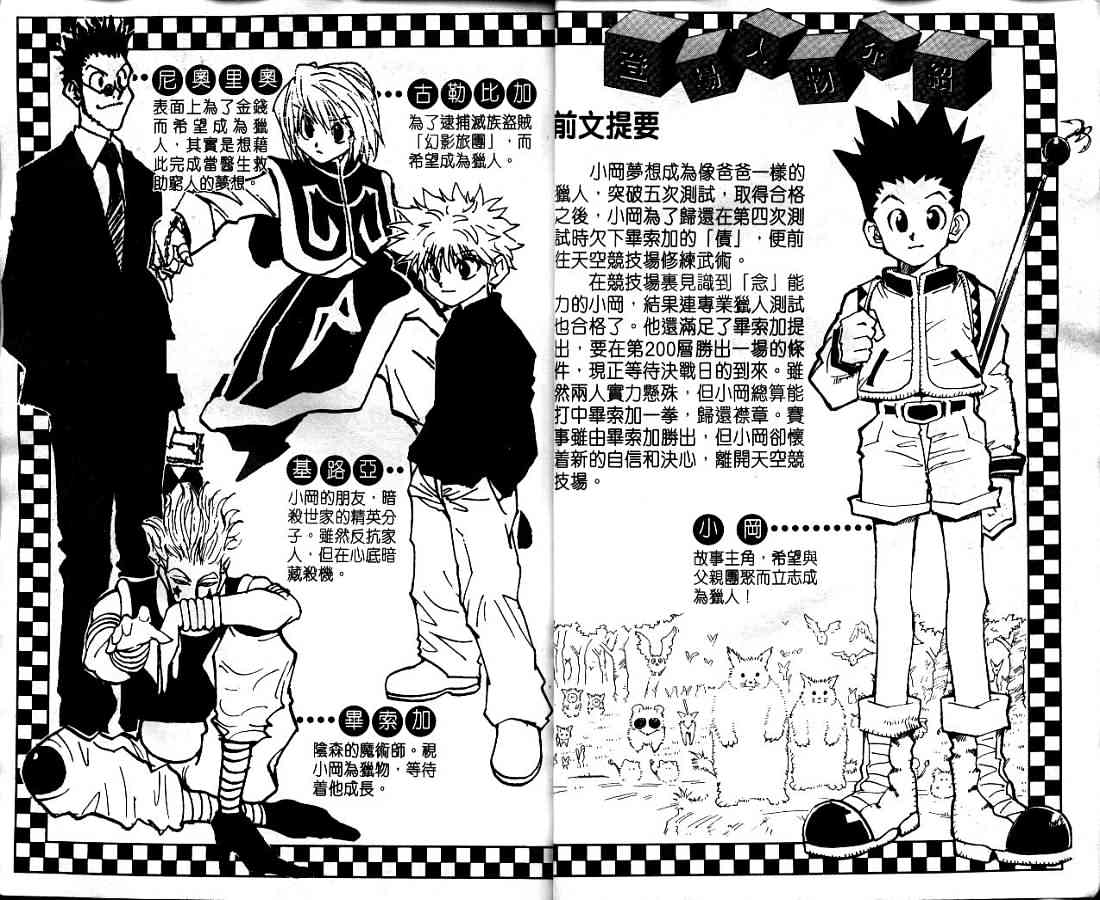 登場人物介紹
前文提要
小岡夢想成為像爸爸一樣的
獵人，突破五次測試，取得合格
之後，小岡為了歸還在第四次測
試時欠下畢索加的「債」，便前
往天空競技場修練武術。
在競技場裏見識到「念」能
力的小岡，結果連專業獵人測試
也合格了。他還滿足了畢索加提
出，要在第200層勝出一場的條
件，現正等待決戰日的到來。雖
然兩人實力懸殊，但小岡總算能
打中畢索加一拳，歸還襟章。賽
事雖由畢索加勝出，但小岡卻懷
着新的自信和決心，離開天空競
技場。
小岡
故事主角，希望與
父親團聚而立志成
為獵人！
尼奧里奧
表面上為了金錢
而希望成為獵
人，其實是想藉
此完成當醫生救
助窮人的夢想。
古勒比加
為了逮捕滅族盜賊
「幻影旅團」，而
希望成為獵人。
基路亞
小岡的朋友，暗
殺世家的精英分
子。雖然反抗家
人，但在心底暗
藏殺機。
畢索加
陰森的魔術師。視
小岡為獵物，等待
着他成長。